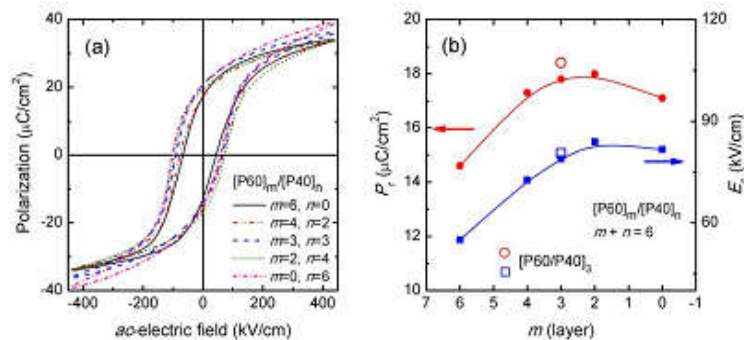 (a)
Polarization (μC/cm²)
40
20
0
-20
-40
[P60]m/[P40]n
m=6, n=0
m=4, n=2
m=3, n=3
m=2, n=4
m=0, n=6
-400 -200 0 200 400
ac-electric field (kV/cm)
(b)
Pr (μC/cm²)
20
18
16
14
12
10
120
90
60
[P60]m/[P40]n
m + n = 6
[P60/P40]3
7 6 5 4 3 2 1 0 -1
m (layer)
(kV/cm)